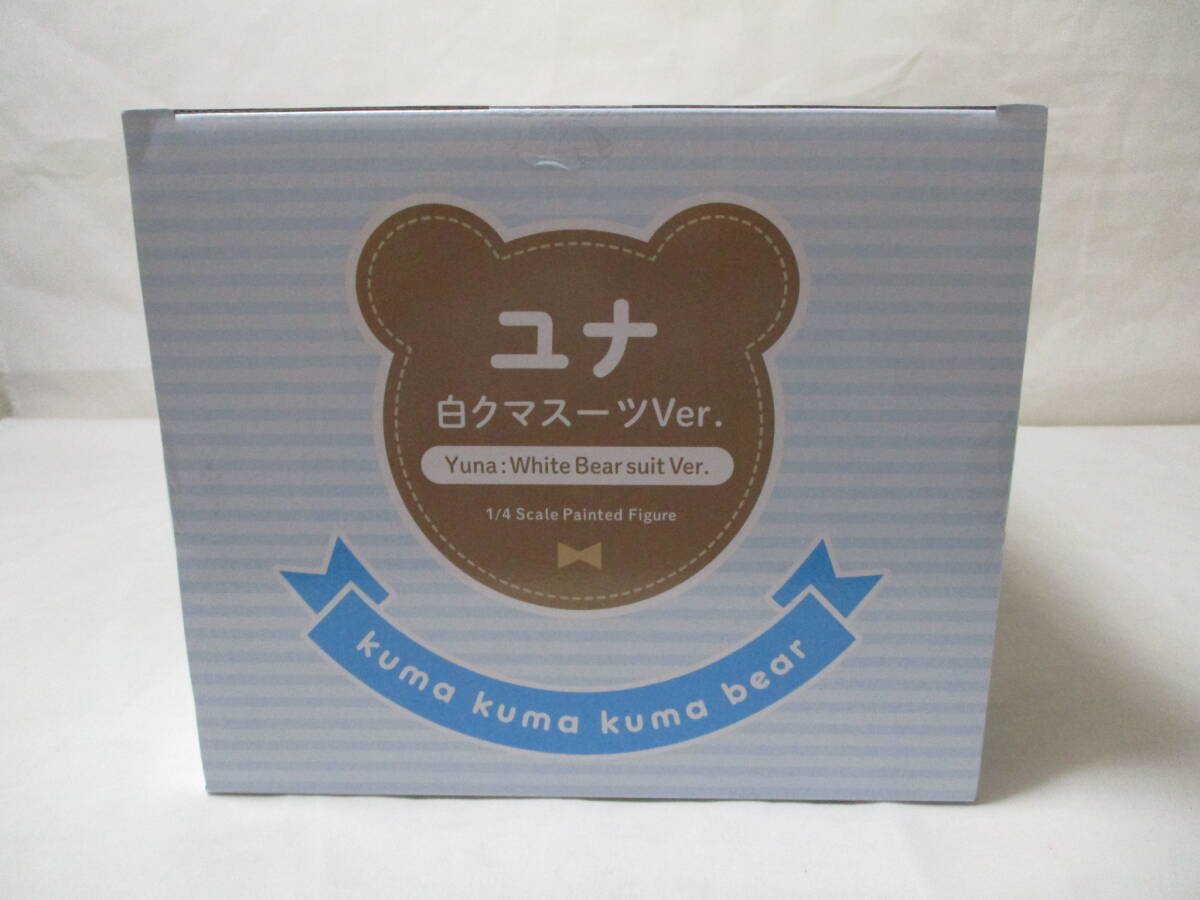 ユナ
白クマスーツVer.
Yuna : White Bear suit Ver.
1/4 Scale Painted Figure
kuma kuma kuma bear